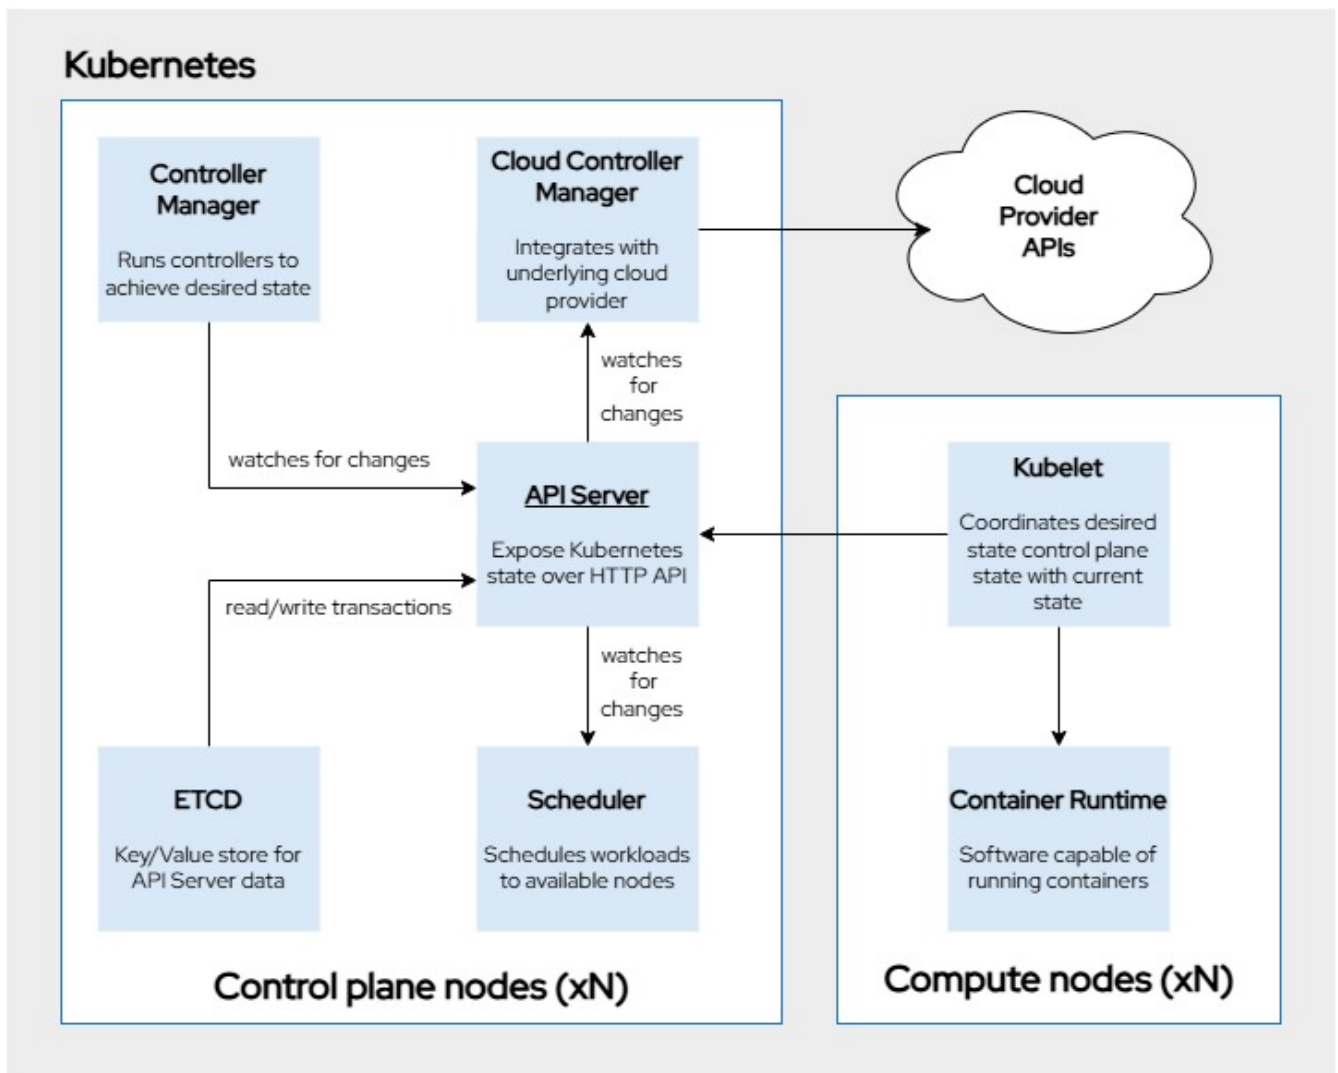 Kubernetes
Controller
Manager
Runs controllers to
achieve desired state
Cloud Controller
Manager
Integrates with
underlying cloud
provider
Cloud
Provider
APIs
watches
for
changes
watches for changes
API Server
Expose Kubernetes
state over HTTP API
Kubelet
Coordinates desired
state control plane
state with current
state
read/write transactions
watches
for
changes
ETCD
Key/Value store for
API Server data
Scheduler
Schedules workloads
to available nodes
Container Runtime
Software capable of
running containers
Control plane nodes (xN)
Compute nodes (xN)